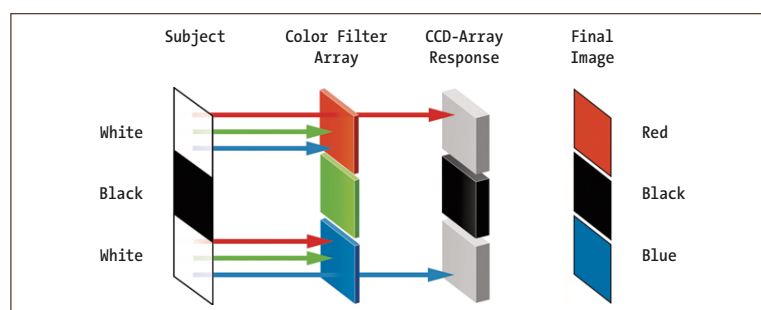 Subject
Color Filter
Array
CCD-Array
Response
Final
Image
White
Red
Black
Black
White
Blue